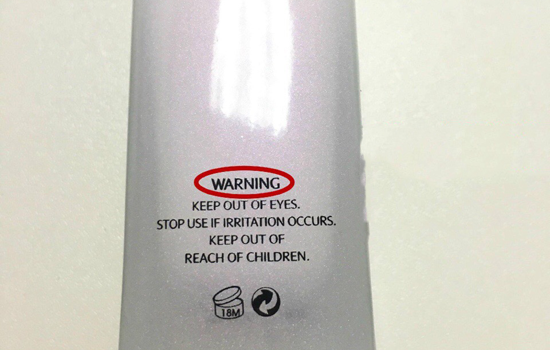 WARNING
KEEP OUT OF EYES.
STOP USE IF IRRITATION OCCURS.
KEEP OUT OF
REACH OF CHILDREN.
18M